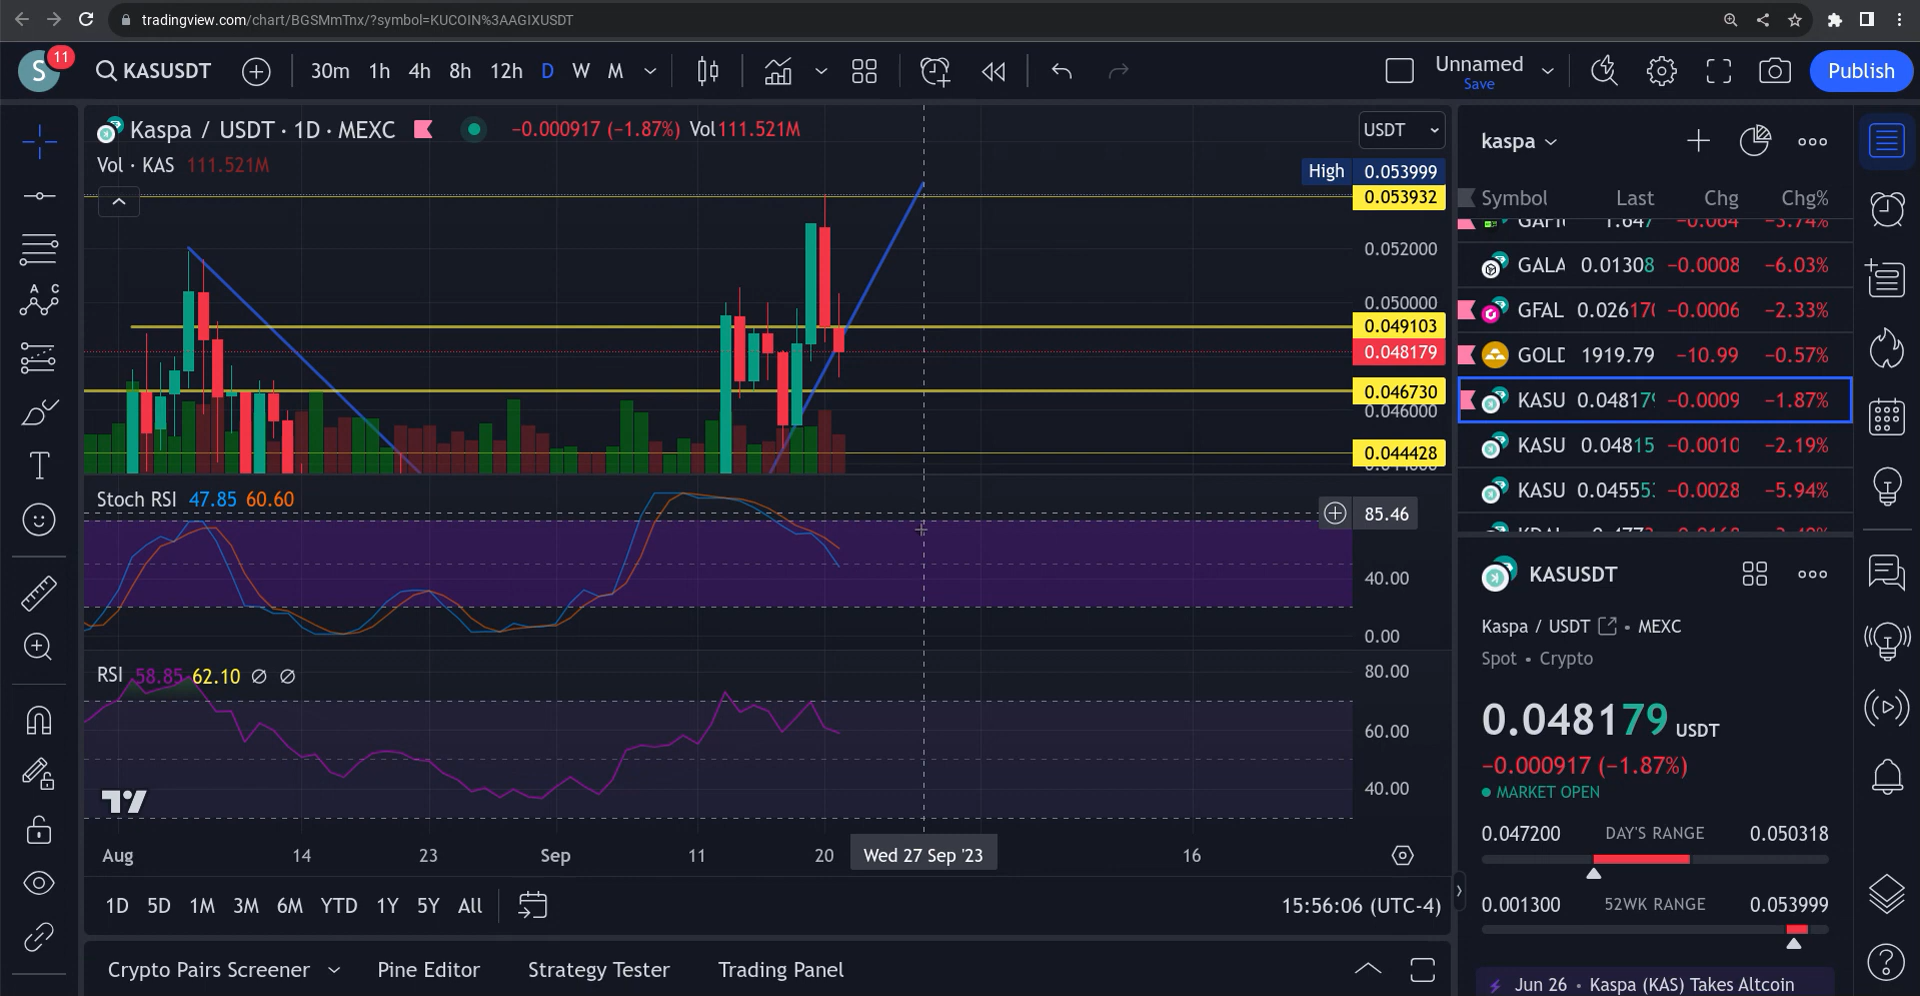 tradingview.com/chart/BGSMmTnx/?symbol=KUCOIN%3AAGIXUSDT
S 11 KASUSDT 30m 1h 4h 8h 12h D W M Unnamed Save Publish
Kaspa / USDT · 1D · MEXC −0.000917 (−1.87%) Vol111.521M
Vol · KAS 111.521M
USDT
High 0.053999
0.053932
0.052000
0.050000
0.049103
0.048179
0.046730
0.046000
0.044428
Stoch RSI 47.85 60.60
85.46
40.00
0.00
RSI 58.85 62.10 ∅ ∅
80.00
60.00
40.00
Aug 14 23 Sep 11 20 Wed 27 Sep '23 16
1D 5D 1M 3M 6M YTD 1Y 5Y All 15:56:06 (UTC-4)
Crypto Pairs Screener Pine Editor Strategy Tester Trading Panel
kaspa
Symbol Last Chg Chg%
GALA 0.01308 −0.0008 −6.03%
GFAL 0.02617 −0.0006 −2.33%
GOLD 1919.79 −10.99 −0.57%
KASU 0.04817 −0.0009 −1.87%
KASU 0.04815 −0.0010 −2.19%
KASU 0.04555 −0.0028 −5.94%
KASUSDT
Kaspa / USDT • MEXC
Spot • Crypto
0.048179 USDT
−0.000917 (−1.87%)
MARKET OPEN
0.047200 DAY'S RANGE 0.050318
0.001300 52WK RANGE 0.053999
Jun 26 • Kaspa (KAS) Takes Altcoin